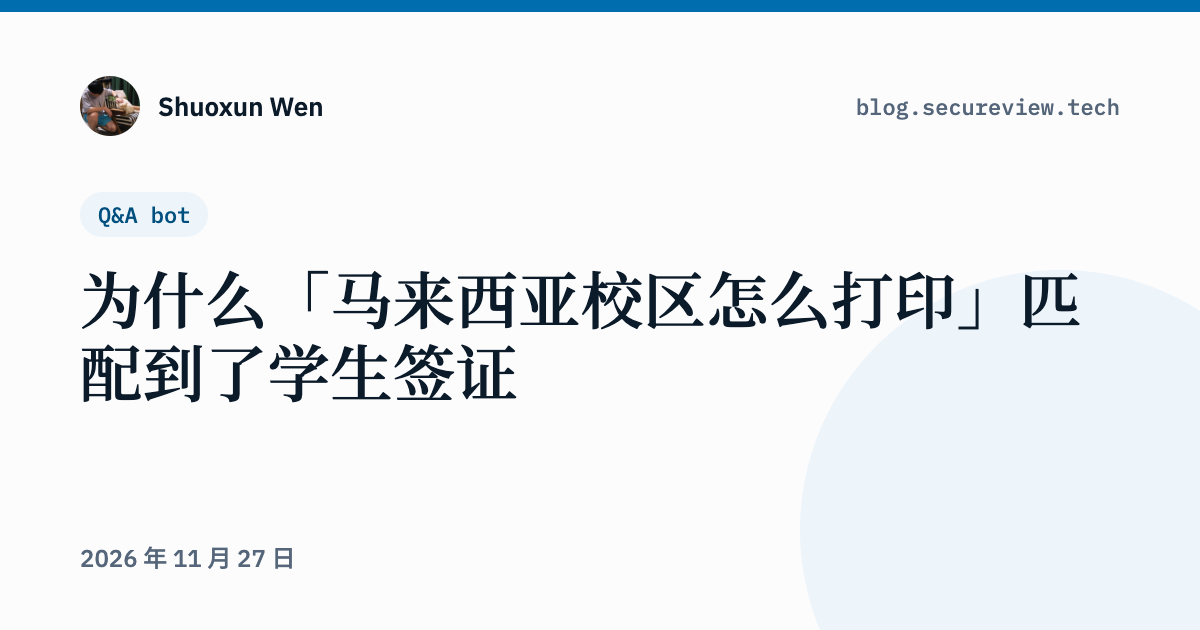 Shuoxun Wen
blog.secureview.tech
Q&A bot
为什么「马来西亚校区怎么打印」匹
配到了学生签证
2026 年 11 月 27 日